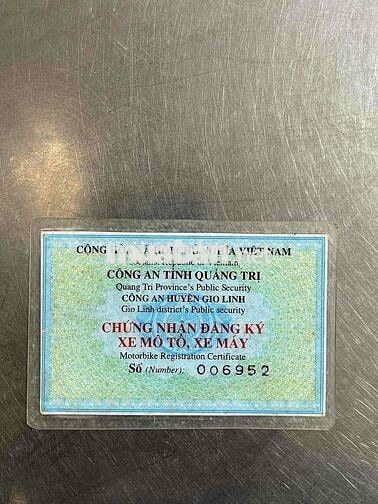 CỘNG VIỆT NAM
CÔNG AN TỈNH QUẢNG TRỊ
Quang Tri Province's Public Security
CÔNG AN HUYỆN GIO LINH
Gio Linh district's Public security
CHỨNG NHẬN ĐĂNG KÝ
XE MÔ TÔ, XE MÁY
Motorbike Registration Certificate
Số (Number): 006952